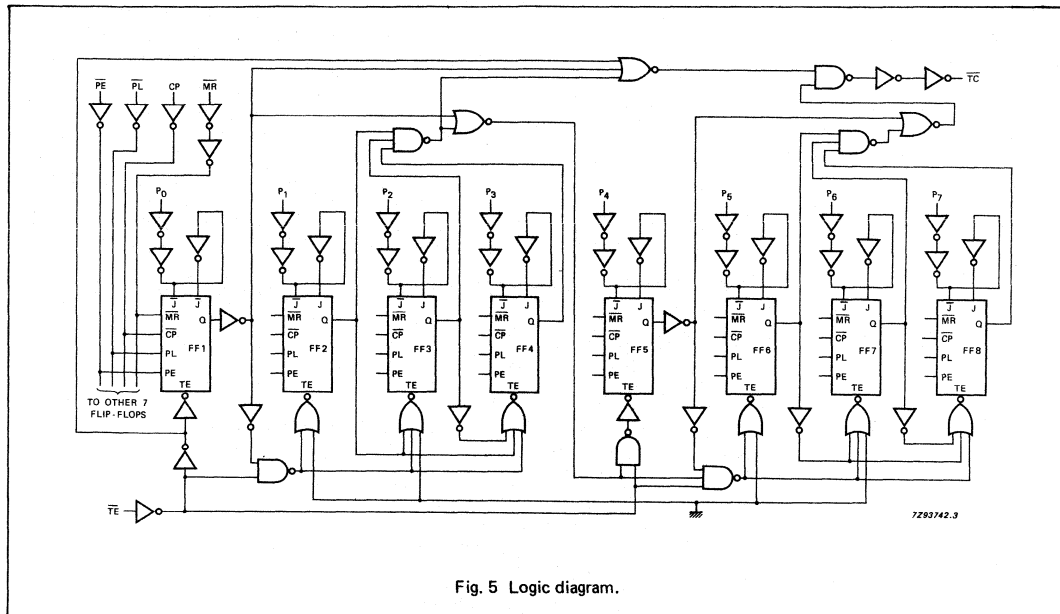 PE PL CP MR
P0 P1 P2 P3 P4 P5 P6 P7
TC
J J
MR
CP
PL
PE
Q
FF1
TE
J J
MR
CP
PL
PE
Q
FF2
TE
J J
MR
CP
PL
PE
Q
FF3
TE
J J
MR
CP
PL
PE
Q
FF4
TE
J J
MR
CP
PL
PE
Q
FF5
TE
J J
MR
CP
PL
PE
Q
FF6
TE
J J
MR
CP
PL
PE
Q
FF7
TE
J J
MR
CP
PL
PE
Q
FF8
TE
TO OTHER 7
FLIP-FLOPS
TE
7Z93742.3
Fig. 5 Logic diagram.